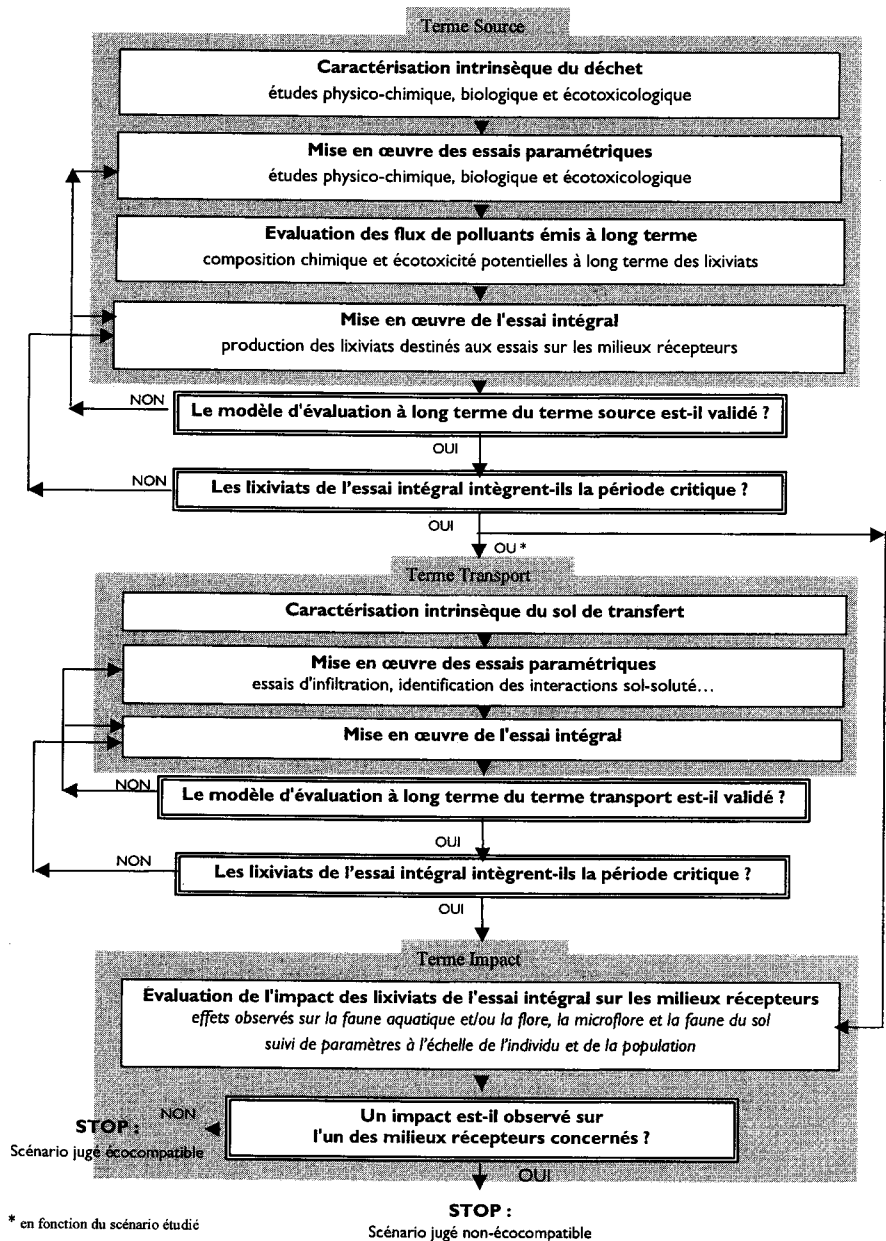 Terme Source
Caractérisation intrinsèque du déchet
études physico-chimique, biologique et écotoxicologique
Mise en œuvre des essais paramétriques
études physico-chimique, biologique et écotoxicologique
Evaluation des flux de polluants émis à long terme
composition chimique et écotoxicité potentielles à long terme des lixiviats
Mise en œuvre de l'essai intégral
production des lixiviats destinés aux essais sur les milieux récepteurs
NON
Le modèle d'évaluation à long terme du terme source est-il validé ?
OUI
NON
Les lixiviats de l'essai intégral intègrent-ils la période critique ?
OUI
OU *
Terme Transport
Caractérisation intrinsèque du sol de transfert
Mise en œuvre des essais paramétriques
essais d'infiltration, identification des interactions sol-soluté...
Mise en œuvre de l'essai intégral
NON
Le modèle d'évaluation à long terme du terme transport est-il validé ?
OUI
NON
Les lixiviats de l'essai intégral intègrent-ils la période critique ?
OUI
Terme Impact
Évaluation de l'impact des lixiviats de l'essai intégral sur les milieux récepteurs
effets observés sur la faune aquatique et/ou la flore, la microflore et la faune du sol
suivi de paramètres à l'échelle de l'individu et de la population
NON
Un impact est-il observé sur
l'un des milieux récepteurs concernés ?
STOP :
Scénario jugé écocompatible
OUI
STOP :
Scénario jugé non-écocompatible
* en fonction du scénario étudié